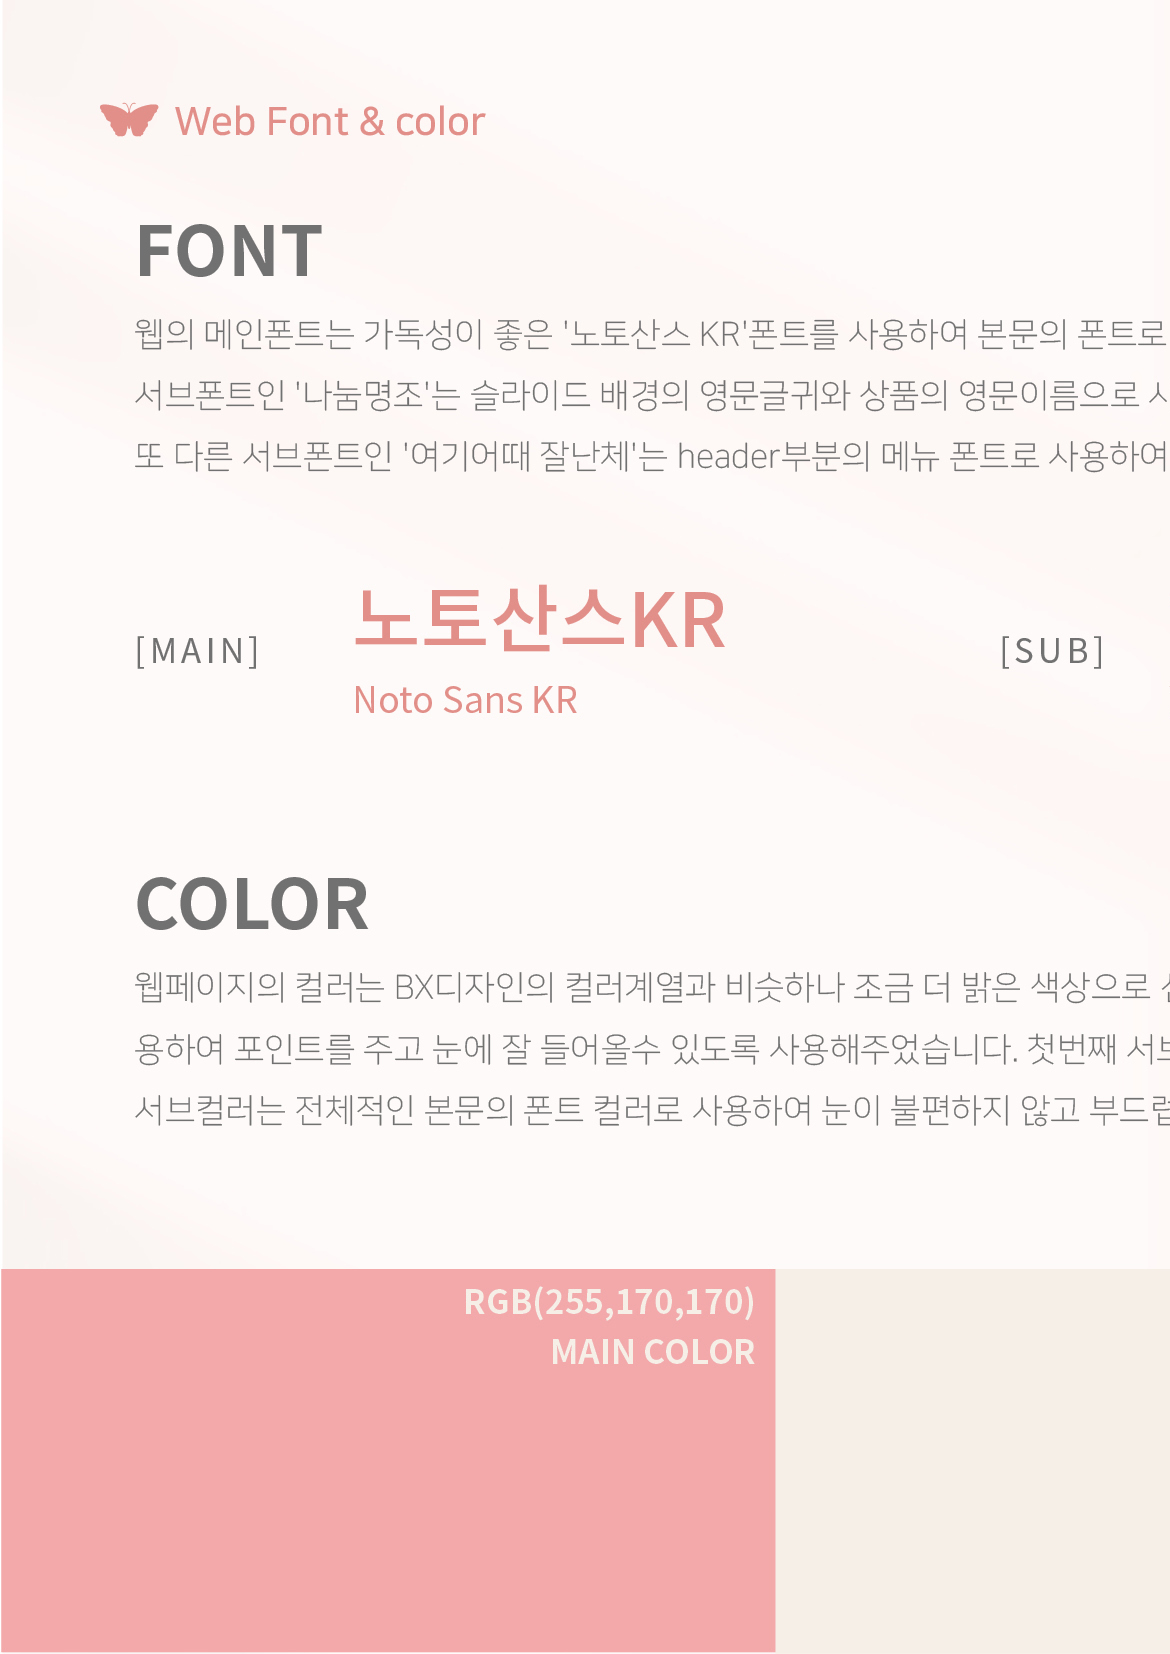 Web Font & color
FONT
웹의 메인폰트는 가독성이 좋은 '노토산스 KR'폰트를 사용하여 본문의 폰트로
서브폰트인 '나눔명조'는 슬라이드 배경의 영문글귀와 상품의 영문이름으로
또 다른 서브폰트인 '여기어때 잘난체'는 header부분의 메뉴 폰트로 사용하여
[MAIN]
노토산스KR
Noto Sans KR
[SUB]
COLOR
웹페이지의 컬러는 BX디자인의 컬러계열과 비슷하나 조금 더 밝은 색상으로
용하여 포인트를 주고 눈에 잘 들어올수 있도록 사용해주었습니다. 첫번째
서브컬러는 전체적인 본문의 폰트 컬러로 사용하여 눈이 불편하지 않고
RGB(255,170,170)
MAIN COLOR